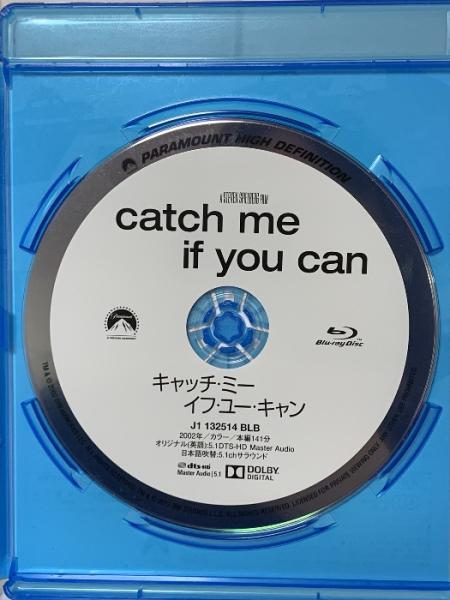 PARAMOUNT HIGH DEFINITION
A STEVEN SPIELBERG FILM
catch me
if you can
Paramount
Blu-ray Disc
キャッチ・ミー
イフ・ユー・キャン
J1 132514 BLB
2002年/カラー/本編141分
オリジナル(英語):5.1DTS-HD Master Audio
日本語吹替:5.1chサラウンド
dts-HD
Master Audio | 5.1
DOLBY
DIGITAL